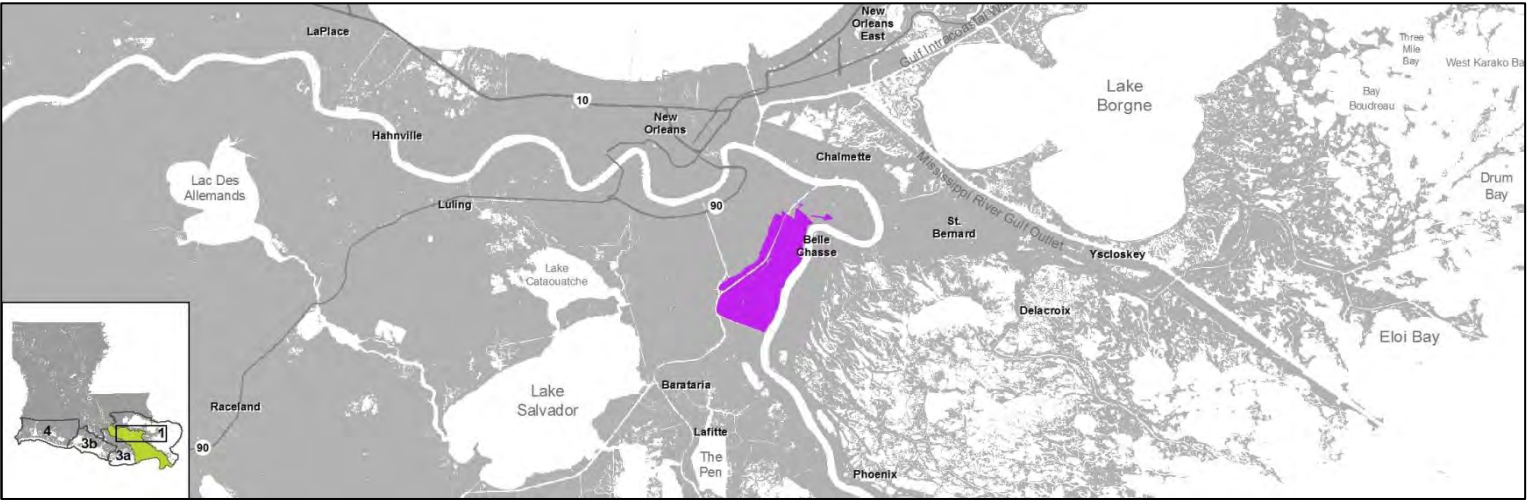 LaPlace
New
Orleans
East
Gulf Intracoastal Wa
Three
Mile
Bay
West Karako Ba
Bay
Boudreau
Lake
Borgne
10
New
Orleans
Hahnville
Chalmette
Lac Des
Allemands
Luling
90
Mississippi River Gulf Outlet
Drum
Bay
St.
Bernard
Belle
Chasse
Yscloskey
Lake
Cataouatche
Delacroix
Eloi Bay
Lake
Salvador
Barataria
Raceland
Lafitte
90
The
Pen
Phoenix
4
3b
3a
1